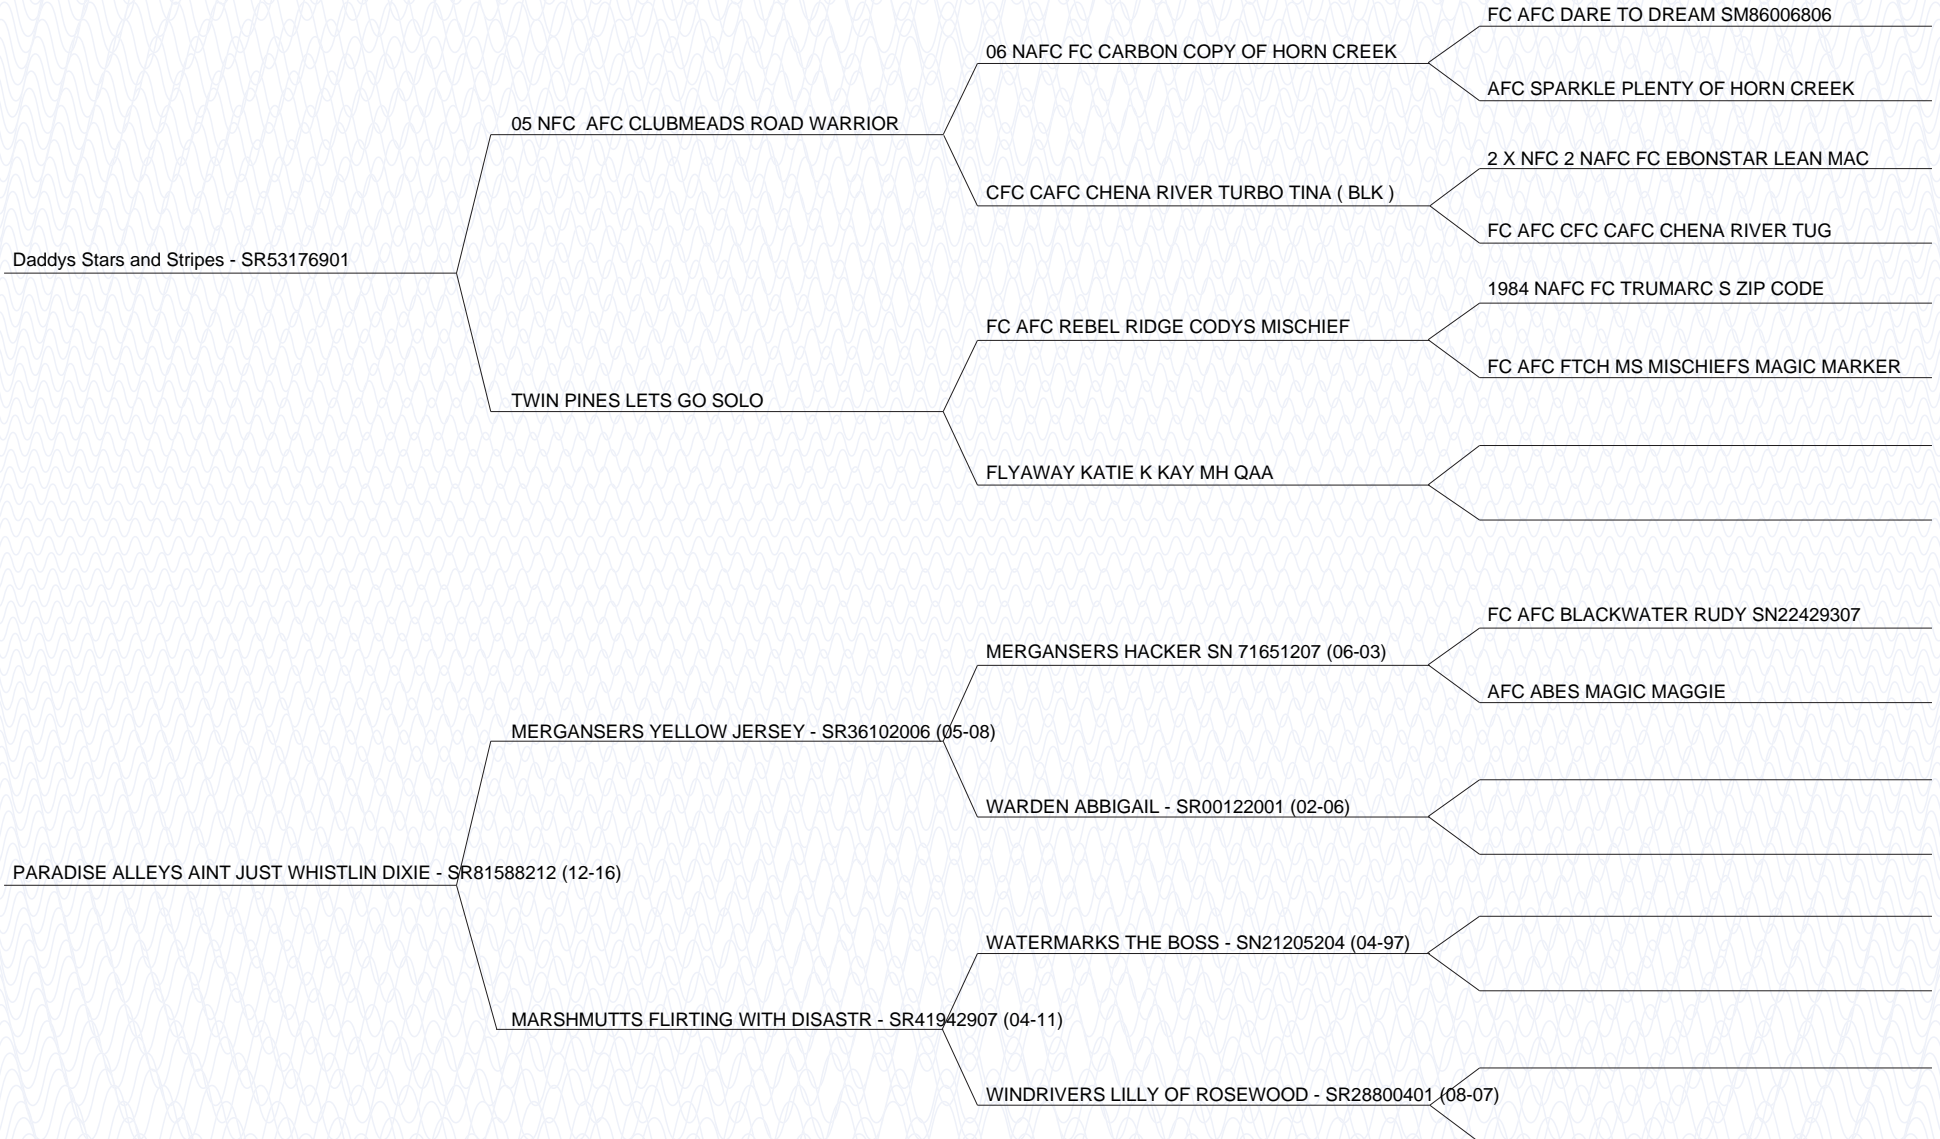 FC AFC DARE TO DREAM SM86006806
06 NAFC FC CARBON COPY OF HORN CREEK
AFC SPARKLE PLENTY OF HORN CREEK
05 NFC  AFC CLUBMEADS ROAD WARRIOR
2 X NFC 2 NAFC FC EBONSTAR LEAN MAC
CFC CAFC CHENA RIVER TURBO TINA ( BLK )
FC AFC CFC CAFC CHENA RIVER TUG
Daddys Stars and Stripes - SR53176901
1984 NAFC FC TRUMARC S ZIP CODE
FC AFC REBEL RIDGE CODYS MISCHIEF
FC AFC FTCH MS MISCHIEFS MAGIC MARKER
TWIN PINES LETS GO SOLO
FLYAWAY KATIE K KAY MH QAA
FC AFC BLACKWATER RUDY SN22429307
MERGANSERS HACKER SN 71651207 (06-03)
AFC ABES MAGIC MAGGIE
MERGANSERS YELLOW JERSEY - SR36102006 (05-08)
WARDEN ABBIGAIL - SR00122001 (02-06)
PARADISE ALLEYS AINT JUST WHISTLIN DIXIE - SR81588212 (12-16)
WATERMARKS THE BOSS - SN21205204 (04-97)
MARSHMUTTS FLIRTING WITH DISASTR - SR41942907 (04-11)
WINDRIVERS LILLY OF ROSEWOOD - SR28800401 (08-07)